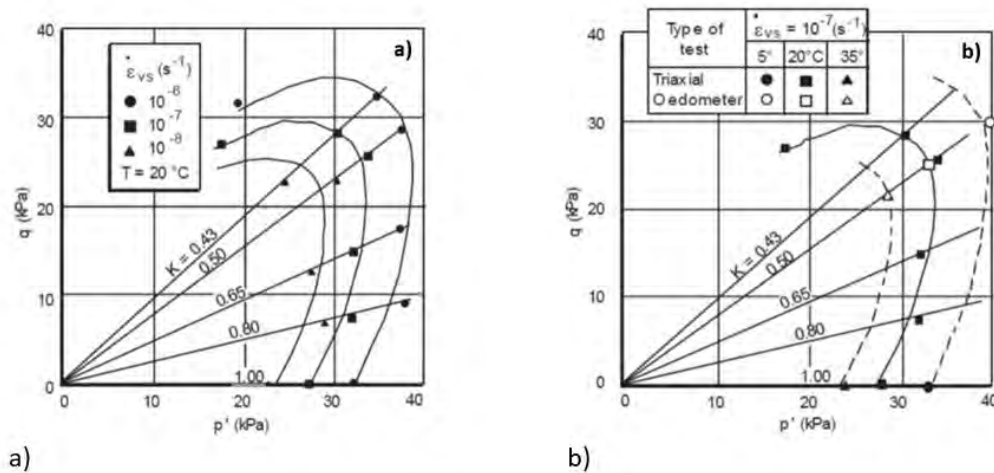 a)
ε̇vs (s⁻¹)
10⁻⁶
10⁻⁷
10⁻⁸
T = 20 °C
K = 0.43
0.50
0.65
0.80
1.00
40
30
20
10
0
q (kPa)
0 10 20 30 40
p' (kPa)
a)
b)
Type of test ε̇vs = 10⁻⁷(s⁻¹)
5° 20°C 35°
Triaxial
Oedometer
K = 0.43
0.50
0.65
0.80
1.00
40
30
20
10
0
q (kPa)
0 10 20 30 40
p' (kPa)
b)